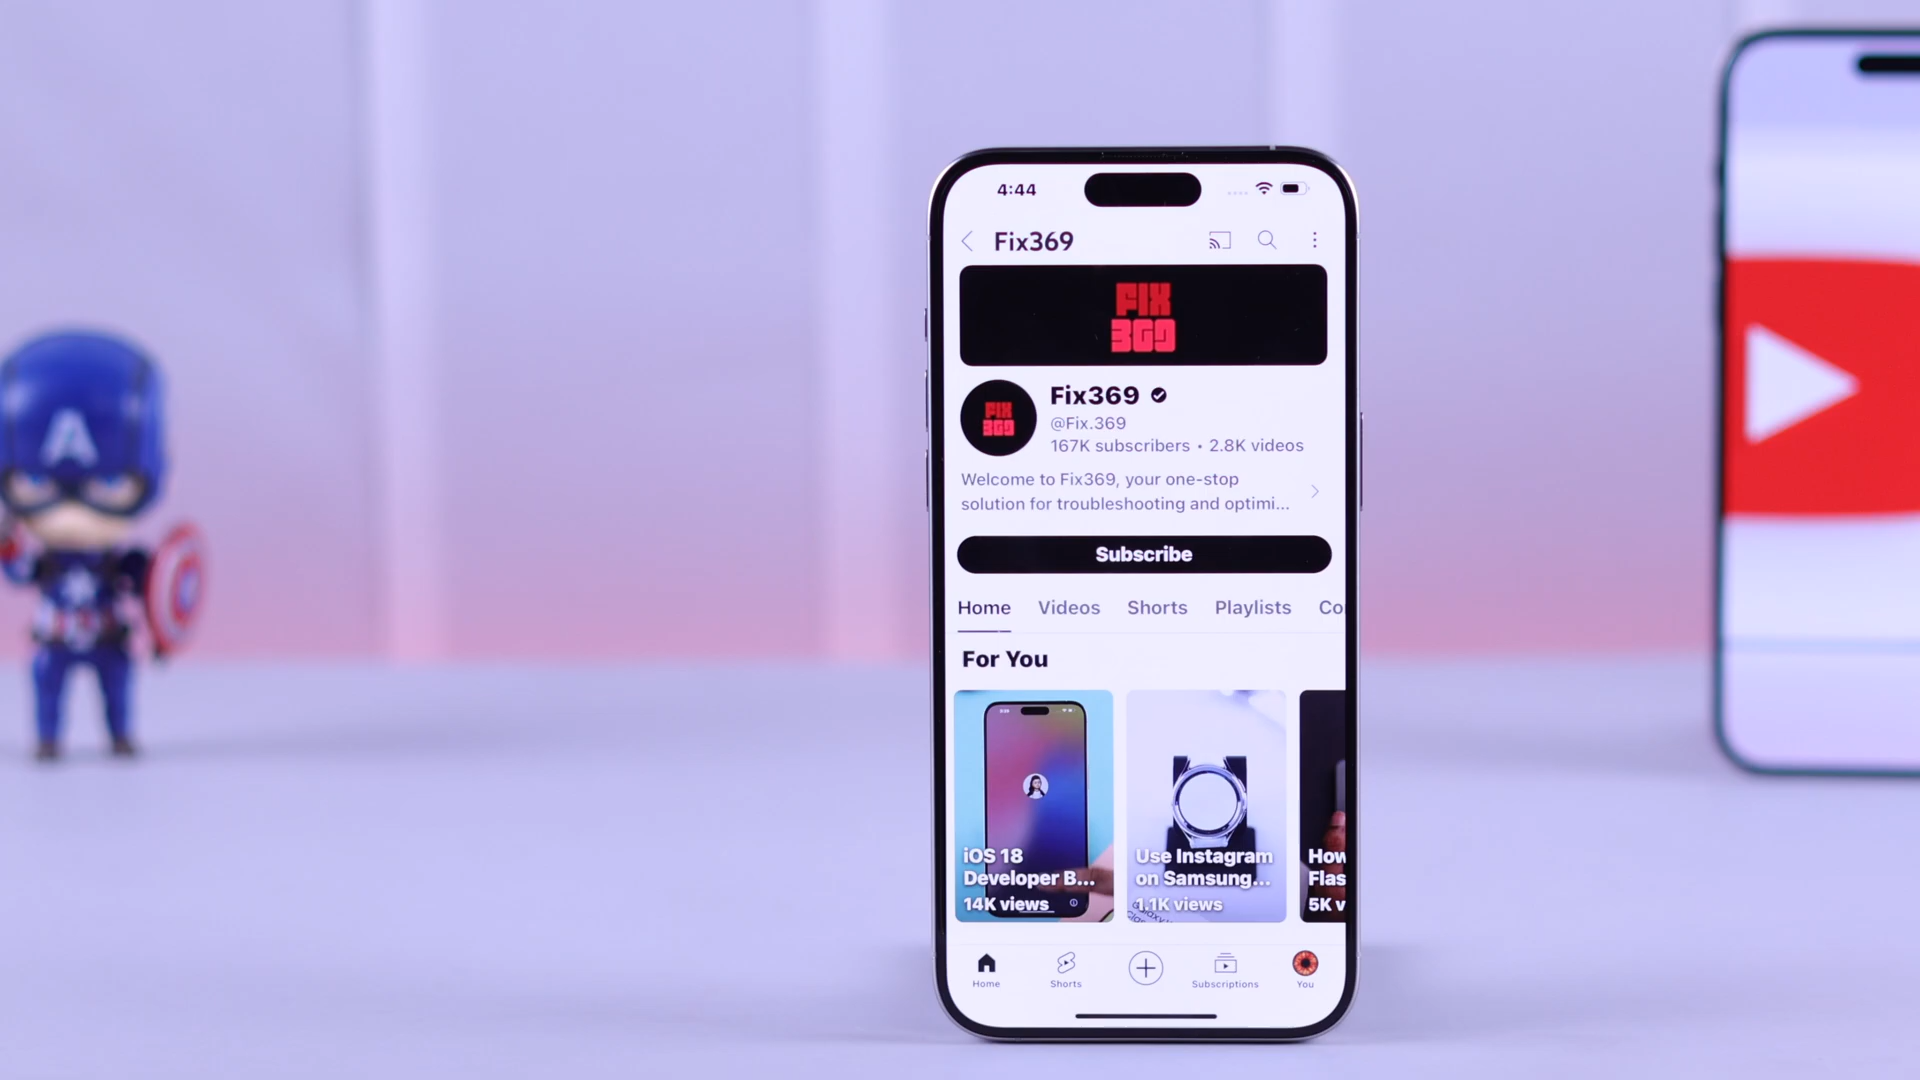 4:44
Fix369
FIX
369
Fix369
FIX
369
@Fix.369
167K subscribers • 2.8K videos
Welcome to Fix369, your one-stop
solution for troubleshooting and optimi...
Subscribe
Home Videos Shorts Playlists Co
For You
iOS 18
Developer B...
14K views
Use Instagram
on Samsung...
1.1K views
How
Flas
5K v
Home Shorts Subscriptions You
A